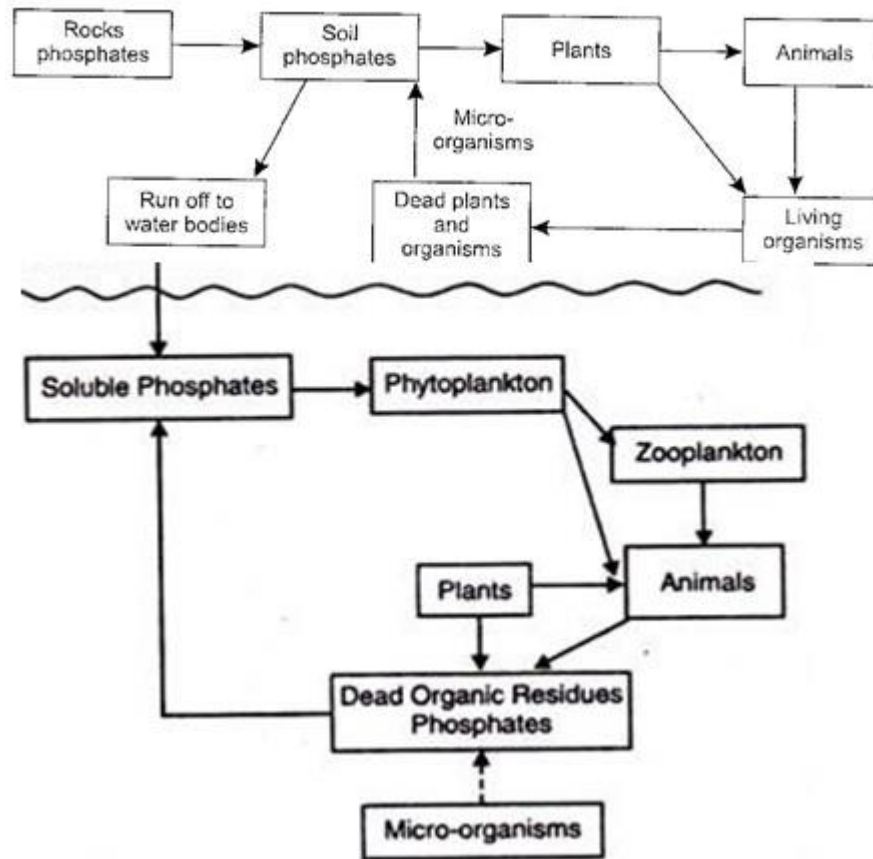 Rocks
phosphates
Soil
phosphates
Plants
Animals
Micro-
organisms
Run off to
water bodies
Dead plants
and
organisms
Living
organisms
Soluble Phosphates
Phytoplankton
Zooplankton
Plants
Animals
Dead Organic Residues
Phosphates
Micro-organisms